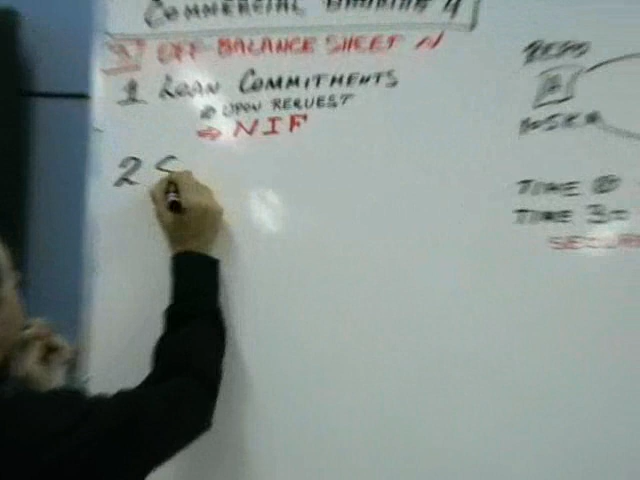 COMMERCIAL BANKING 4
OFF-BALANCE SHEET
1 LOAN COMMITMENTS
@ UPON REQUEST
⇒ NIF
2 S
REPO
A
TIME 0
TIME 3=